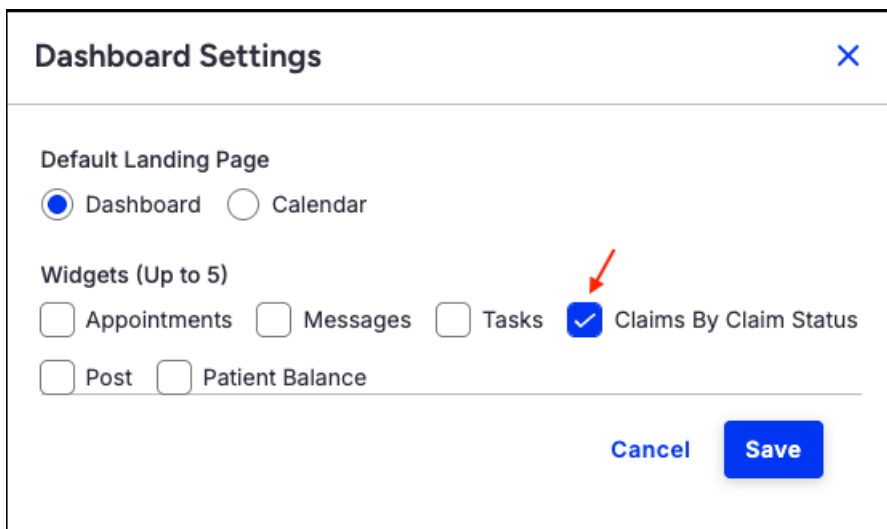 Dashboard Settings
Default Landing Page
Dashboard Calendar
Widgets (Up to 5)
Appointments Messages Tasks Claims By Claim Status
Post Patient Balance
Cancel Save